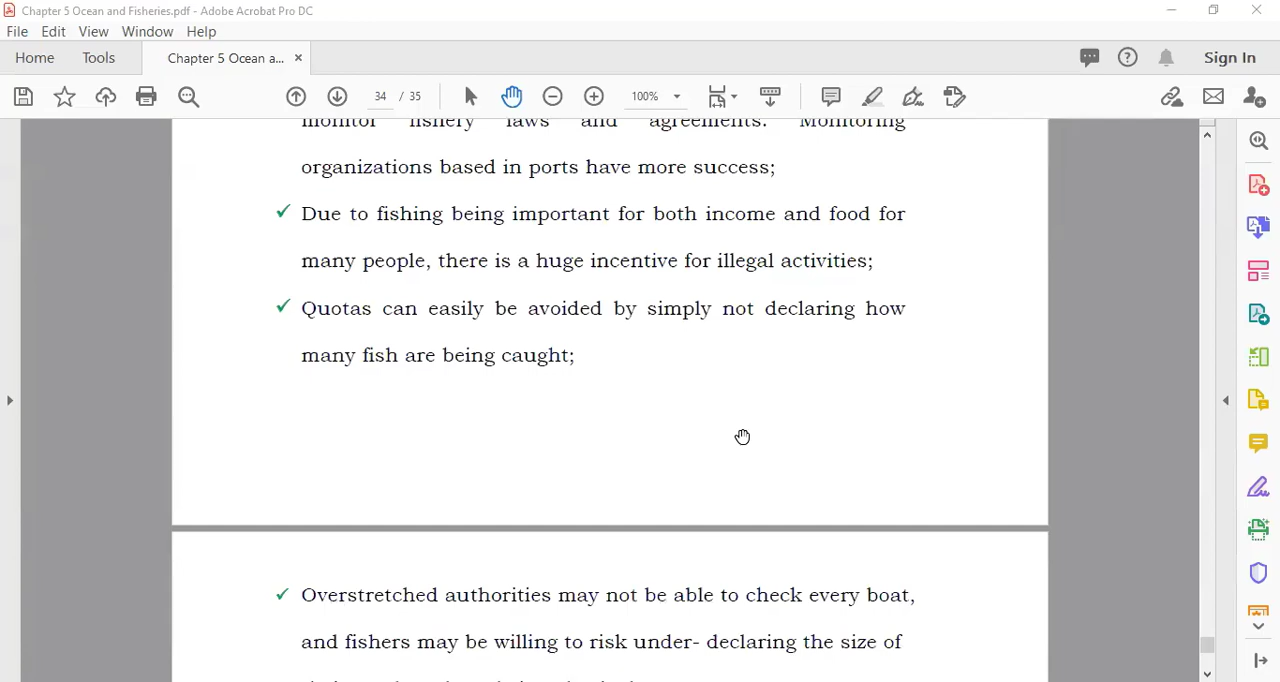 Chapter 5 Ocean and Fisheries.pdf - Adobe Acrobat Pro DC
File Edit View Window Help
Home Tools Chapter 5 Ocean a... × Sign In
34 / 35 100%
monitor fishery laws and agreements. Monitoring
organizations based in ports have more success;
✓ Due to fishing being important for both income and food for
many people, there is a huge incentive for illegal activities;
✓ Quotas can easily be avoided by simply not declaring how
many fish are being caught;
✓ Overstretched authorities may not be able to check every boat,
and fishers may be willing to risk under- declaring the size of